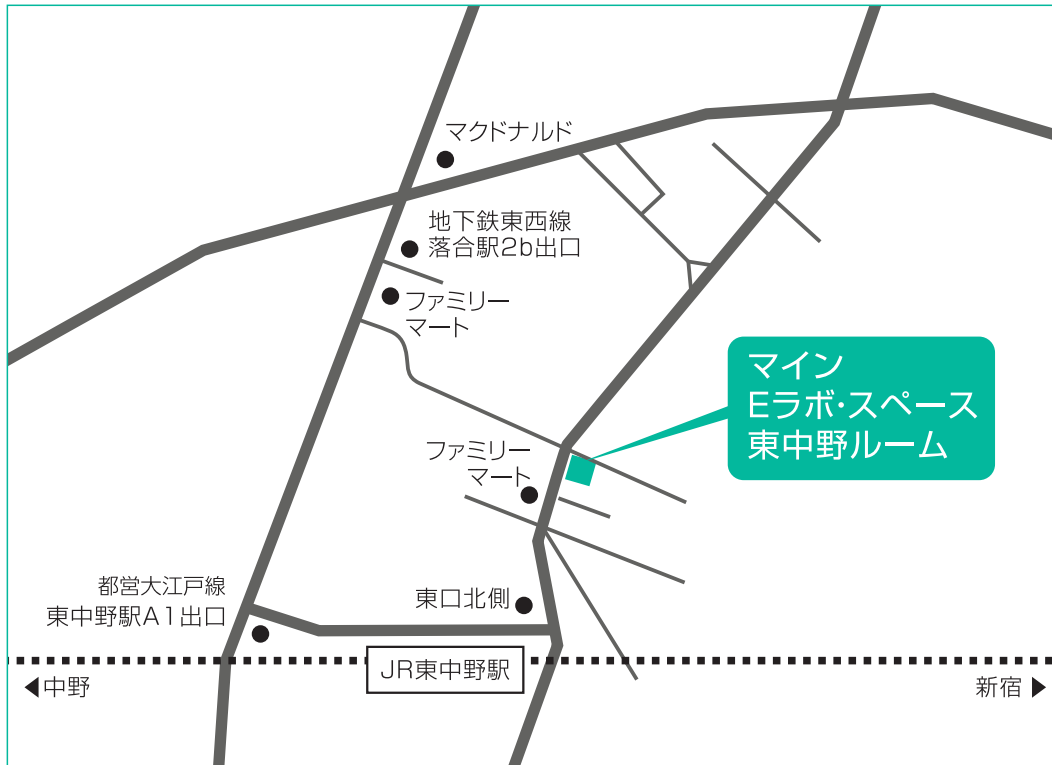 マクドナルド
地下鉄東西線
落合駅2b出口
ファミリー
マート
マイン
Eラボ・スペース
東中野ルーム
ファミリー
マート
都営大江戸線
東中野駅A1出口
東口北側
JR東中野駅
◀中野
新宿▶